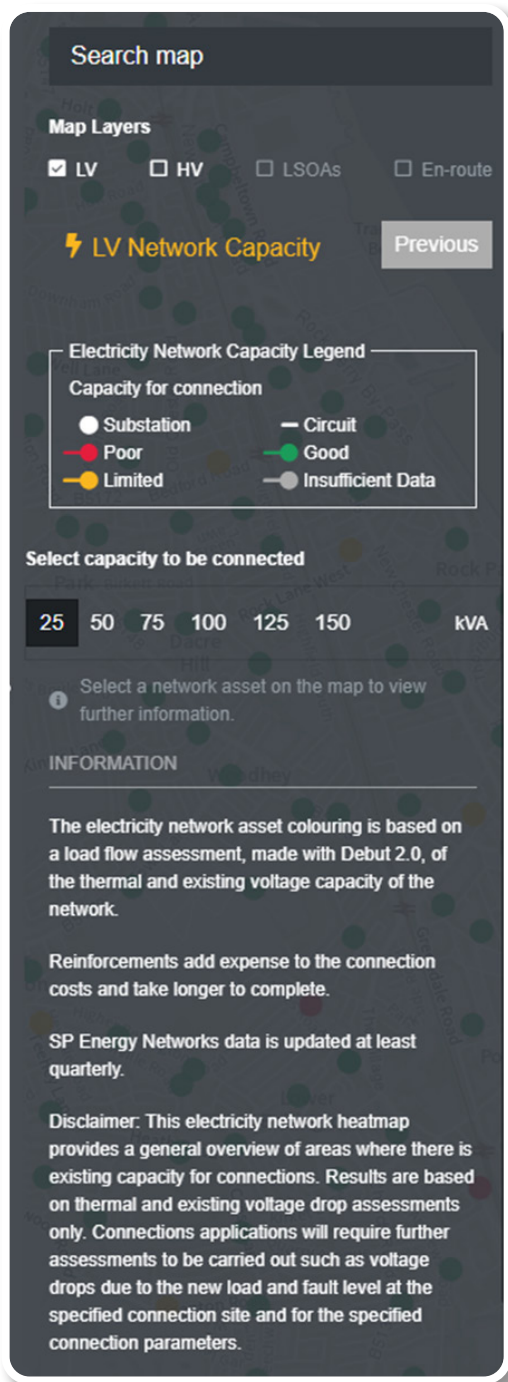 Search map
Map Layers
LV HV LSOAs En-route
LV Network Capacity Previous
Electricity Network Capacity Legend
Capacity for connection
Substation Circuit
Poor Good
Limited Insufficient Data
Select capacity to be connected
25 50 75 100 125 150 kVA
Select a network asset on the map to view
further information.
INFORMATION
The electricity network asset colouring is based on
a load flow assessment, made with Debut 2.0, of
the thermal and existing voltage capacity of the
network.
Reinforcements add expense to the connection
costs and take longer to complete.
SP Energy Networks data is updated at least
quarterly.
Disclaimer: This electricity network heatmap
provides a general overview of areas where there is
existing capacity for connections. Results are based
on thermal and existing voltage drop assessments
only. Connections applications will require further
assessments to be carried out such as voltage
drops due to the new load and fault level at the
specified connection site and for the specified
connection parameters.